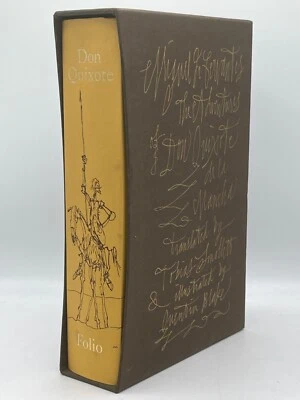 Don
Quixote
Folio
Miguel de Cervantes
the Adventures
of Don Quixote
de la
Mancha
translated by
Tobias Smollett
& illustrated by
Quentin Blake